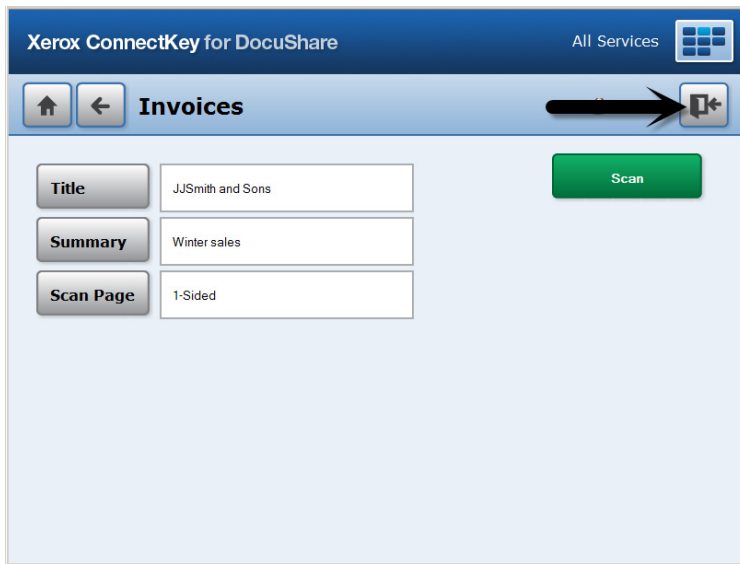 Xerox ConnectKey for DocuShare
All Services
Invoices
Scan
Title
JJSmith and Sons
Summary
Winter sales
Scan Page
1-Sided